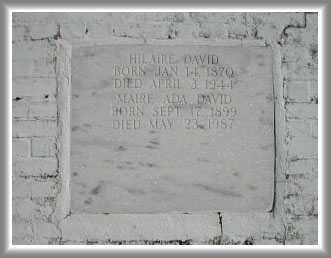 HILAIRE DAVID
BORN JAN 14, 1870
DIED APRIL 3, 1944
MAIRE ADA DAVID
BORN SEPT. 17, 1899
DIED MAY 23, 1987